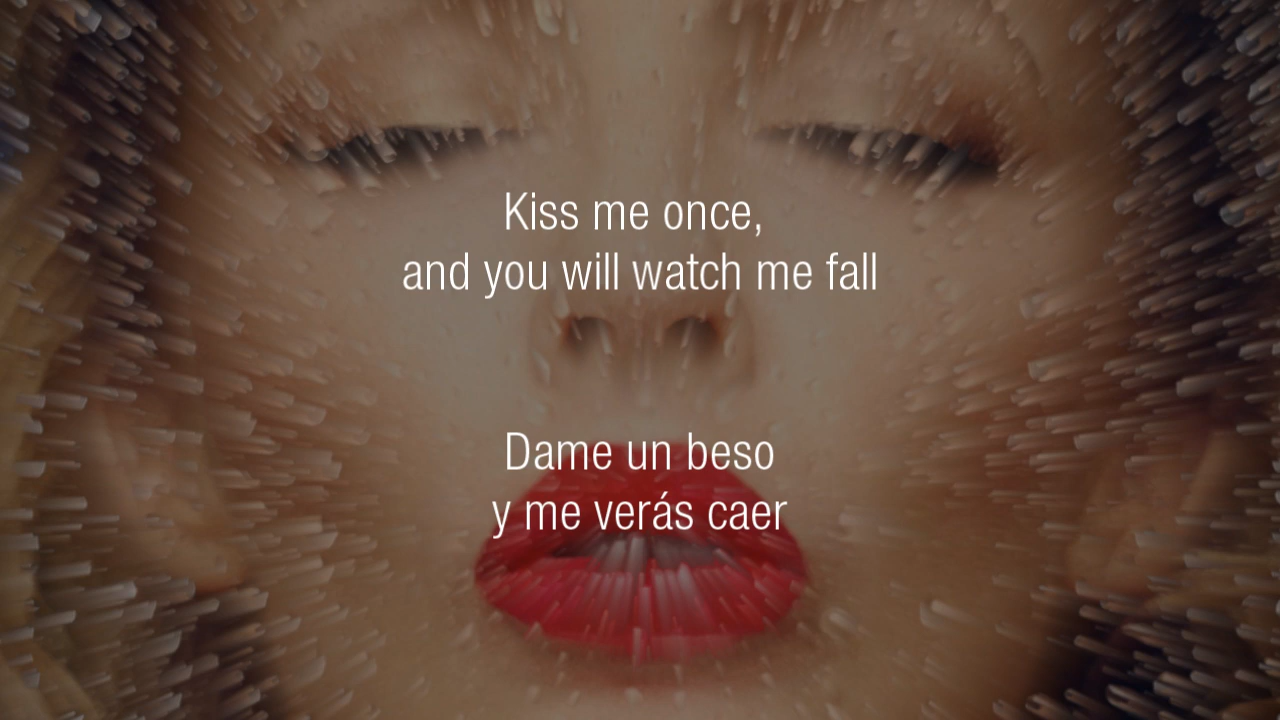 Kiss me once,
and you will watch me fall
Dame un beso
y me verás caer